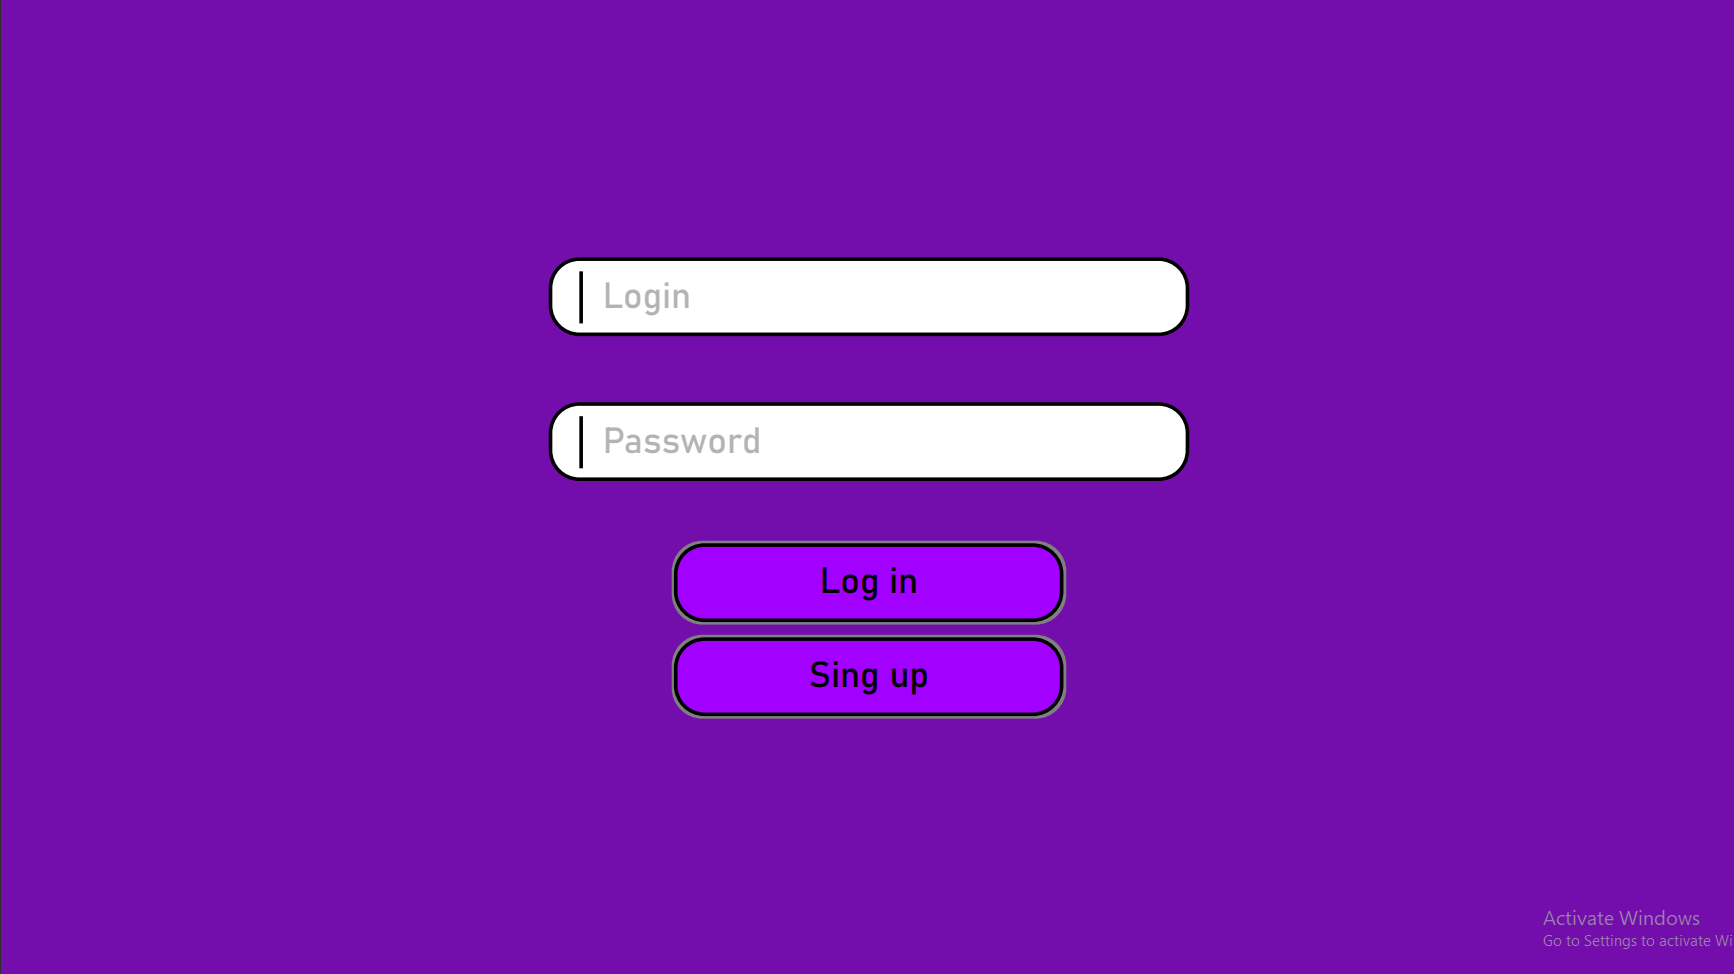 Login
Password
Log in
Sing up
Activate Windows
Go to Settings to activate Wi